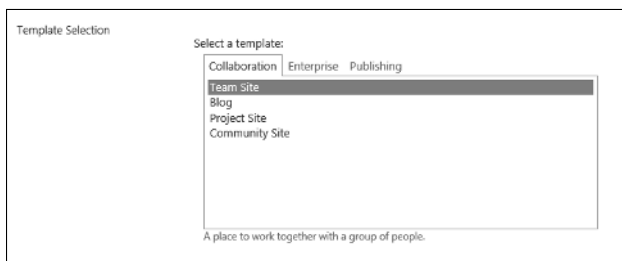 Template Selection
Select a template:
Collaboration Enterprise Publishing
Team Site
Blog
Project Site
Community Site
A place to work together with a group of people.